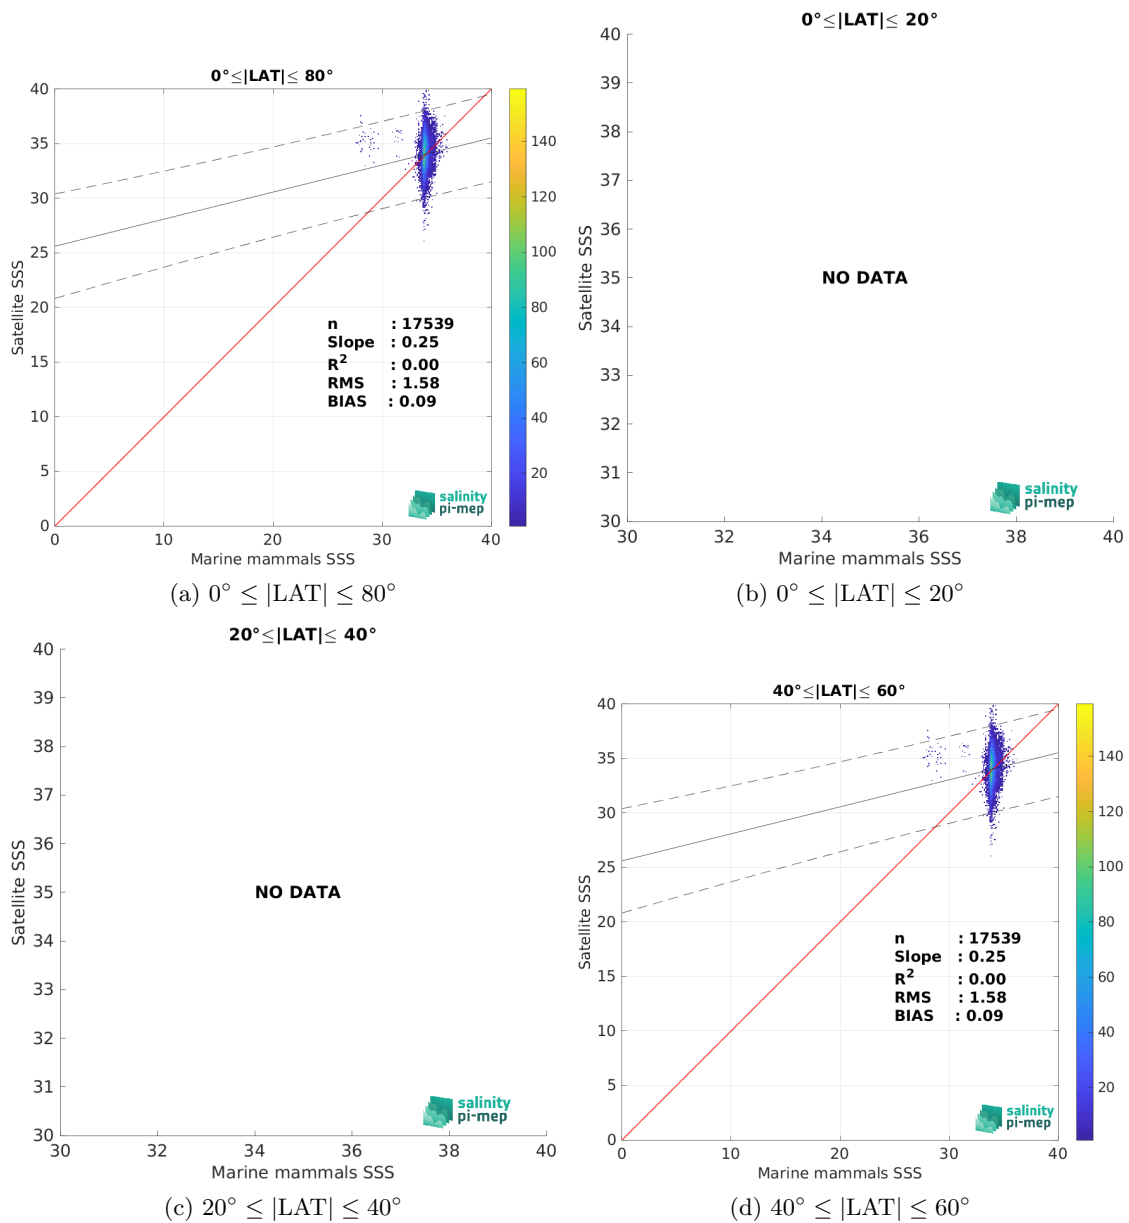 0°≤|LAT|≤ 80°
40
35
30
25
20
15
10
5
0
0
10
20
30
40
Satellite SSS
Marine mammals SSS
n : 17539
Slope : 0.25
R² : 0.00
RMS : 1.58
BIAS : 0.09
140
120
100
80
60
40
20
salinity
pi-mep
(a) 0° ≤ |LAT| ≤ 80°
0°≤|LAT|≤ 20°
40
39
38
37
36
35
34
33
32
31
30
30
32
34
36
38
40
Satellite SSS
Marine mammals SSS
NO DATA
salinity
pi-mep
(b) 0° ≤ |LAT| ≤ 20°
20°≤|LAT|≤ 40°
40
39
38
37
36
35
34
33
32
31
30
30
32
34
36
38
40
Satellite SSS
Marine mammals SSS
NO DATA
salinity
pi-mep
(c) 20° ≤ |LAT| ≤ 40°
40°≤|LAT|≤ 60°
40
35
30
25
20
15
10
5
0
0
10
20
30
40
Satellite SSS
Marine mammals SSS
n : 17539
Slope : 0.25
R² : 0.00
RMS : 1.58
BIAS : 0.09
140
120
100
80
60
40
20
salinity
pi-mep
(d) 40° ≤ |LAT| ≤ 60°